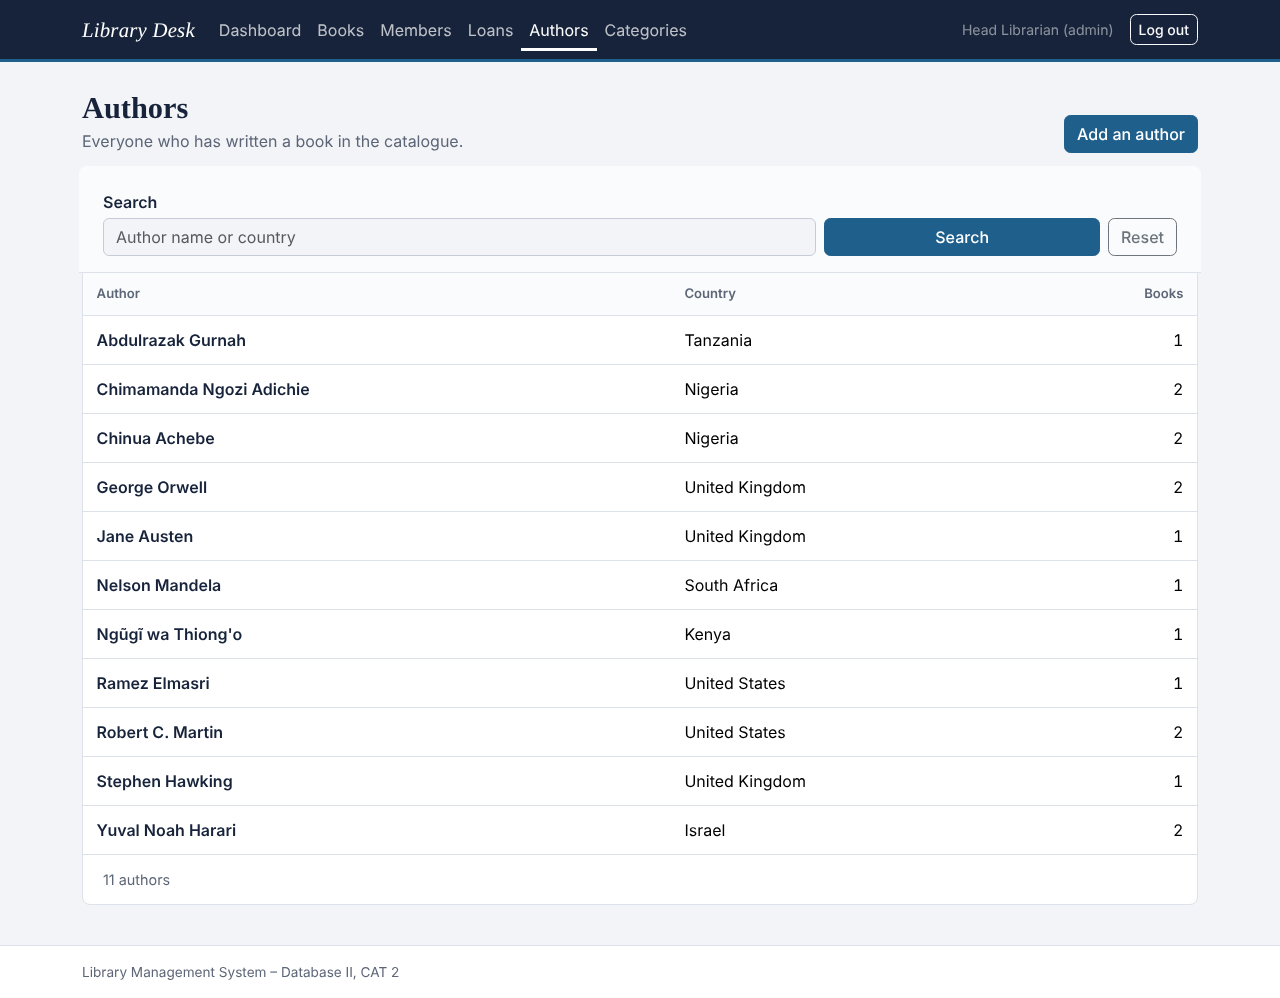 Library Desk Dashboard Books Members Loans Authors Categories Head Librarian (admin) Log out
Authors
Everyone who has written a book in the catalogue.
Add an author
Search
Author name or country Search Reset
Author Country Books
Abdulrazak Gurnah Tanzania 1
Chimamanda Ngozi Adichie Nigeria 2
Chinua Achebe Nigeria 2
George Orwell United Kingdom 2
Jane Austen United Kingdom 1
Nelson Mandela South Africa 1
Ngũgĩ wa Thiong'o Kenya 1
Ramez Elmasri United States 1
Robert C. Martin United States 2
Stephen Hawking United Kingdom 1
Yuval Noah Harari Israel 2
11 authors
Library Management System – Database II, CAT 2